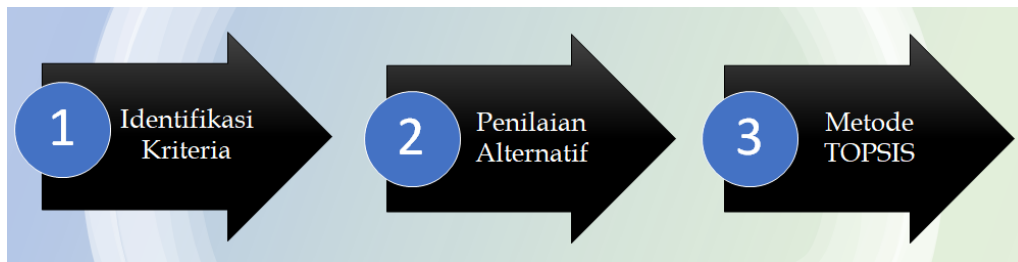 1
Identifikasi
Kriteria
2
Penilaian
Alternatif
3
Metode
TOPSIS